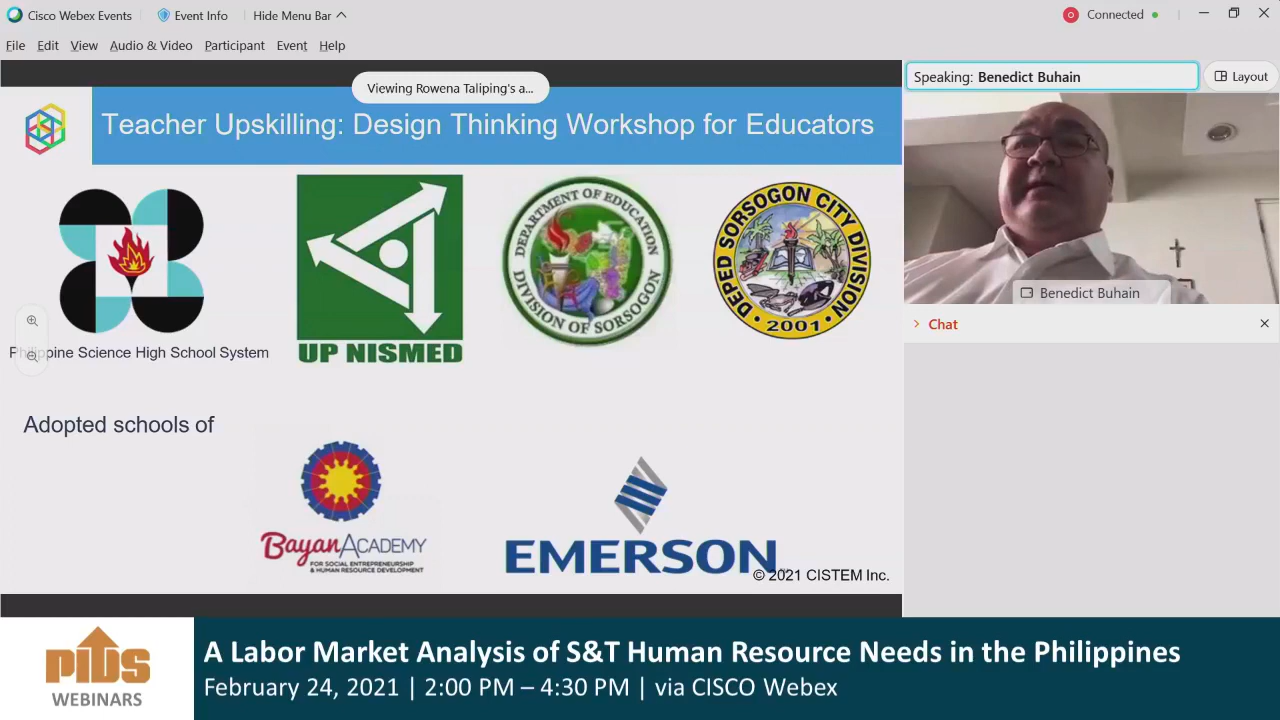 Cisco Webex Events
Event Info
Hide Menu Bar
Connected
File Edit View Audio & Video Participant Event Help
Viewing Rowena Taliping's a...
Speaking: Benedict Buhain
Layout
Teacher Upskilling: Design Thinking Workshop for Educators
Philippine Science High School System
UP NISMED
DEPARTMENT OF EDUCATION
DIVISION OF SORSOGON
DEPED SORSOGON CITY DIVISION
• 2001 •
Benedict Buhain
Chat
Adopted schools of
BayanAcademy
FOR SOCIAL ENTREPRENEURSHIP
& HUMAN RESOURCE DEVELOPMENT
EMERSON
© 2021 CISTEM Inc.
PIDS
WEBINARS
A Labor Market Analysis of S&T Human Resource Needs in the Philippines
February 24, 2021 | 2:00 PM – 4:30 PM | via CISCO Webex